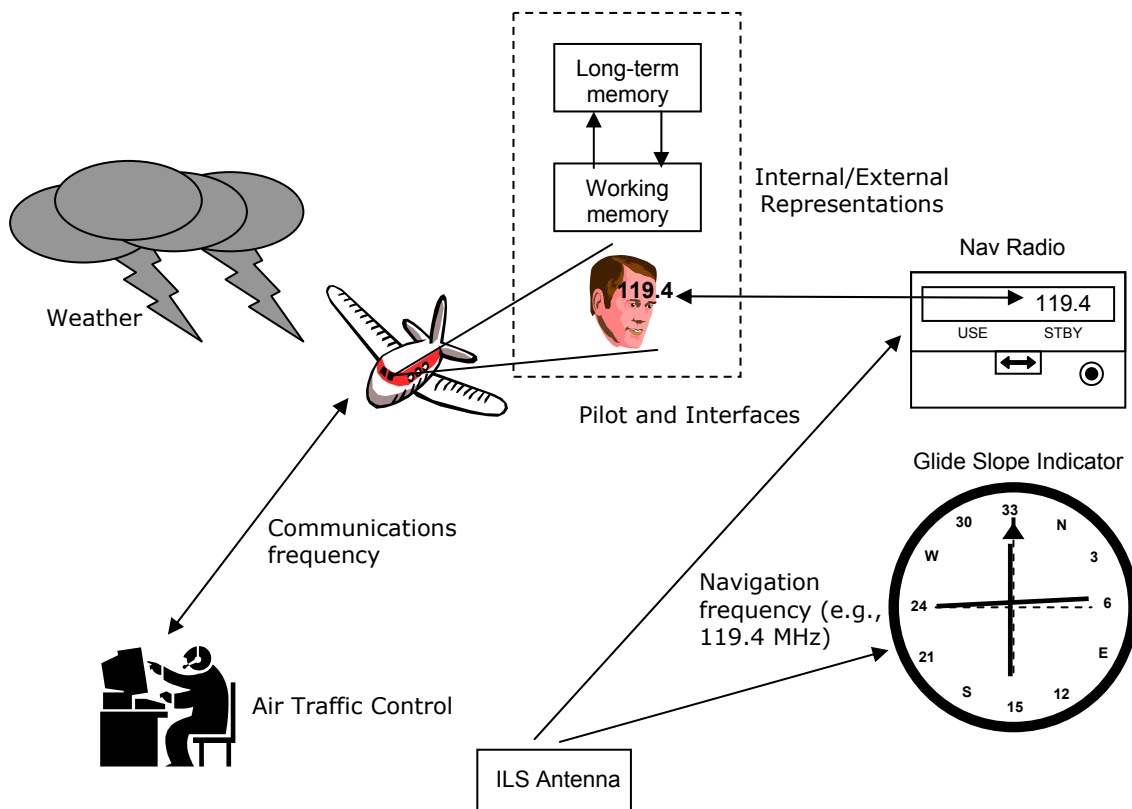 Long-term
memory
Working
memory
Internal/External
Representations
Nav Radio
119.4
119.4
USE STBY
Weather
Pilot and Interfaces
Glide Slope Indicator
33
N
3
6
E
12
15
S
21
24
W
30
Communications
frequency
Navigation
frequency (e.g.,
119.4 MHz)
Air Traffic Control
ILS Antenna